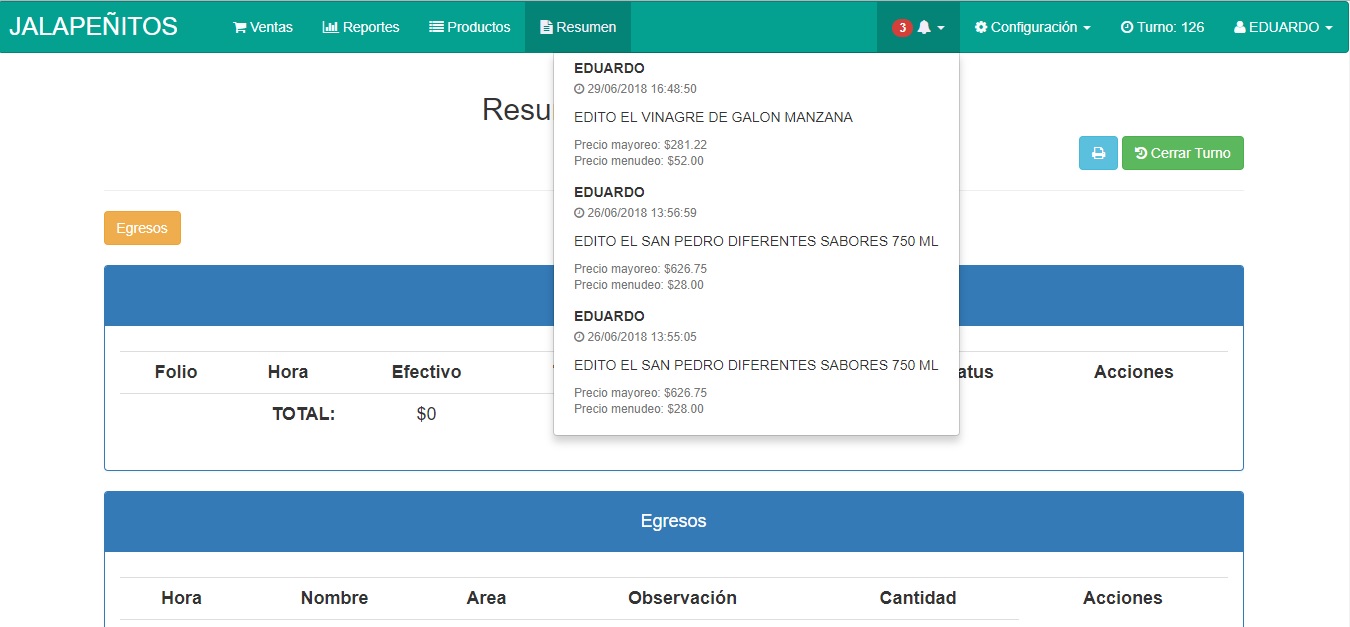 JALAPEÑITOS Ventas Reportes Productos Resumen 3 Configuración Turno: 126 EDUARDO
EDUARDO
29/06/2018 16:48:50
EDITO EL VINAGRE DE GALON MANZANA
Precio mayoreo: $281.22
Precio menudeo: $52.00
EDUARDO
26/06/2018 13:56:59
EDITO EL SAN PEDRO DIFERENTES SABORES 750 ML
Precio mayoreo: $626.75
Precio menudeo: $28.00
EDUARDO
26/06/2018 13:55:05
EDITO EL SAN PEDRO DIFERENTES SABORES 750 ML
Precio mayoreo: $626.75
Precio menudeo: $28.00
Cerrar Turno
Egresos
Folio Hora Efectivo Acciones
TOTAL: $0
Egresos
Hora Nombre Area Observación Cantidad Acciones